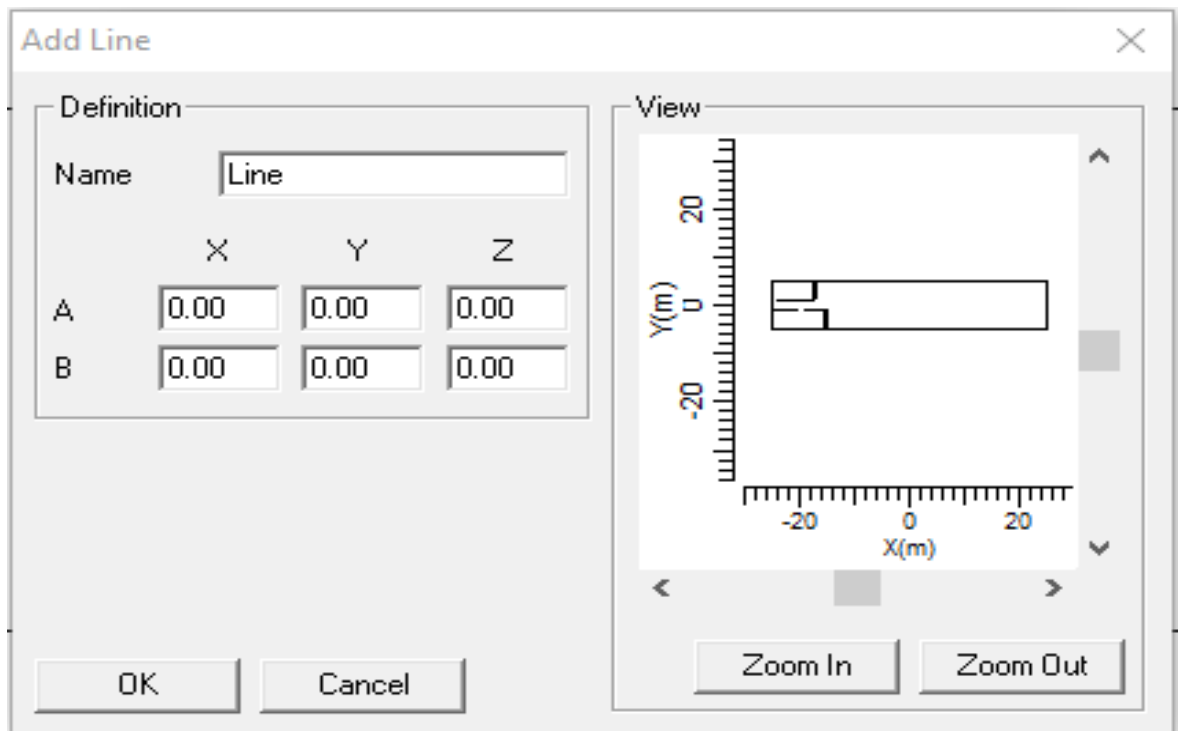 Add Line
Definition
Name
Line
X Y Z
A 0.00 0.00 0.00
B 0.00 0.00 0.00
OK
Cancel
View
20
0
-20
Y(m)
-20 0 20
X(m)
Zoom In
Zoom Out